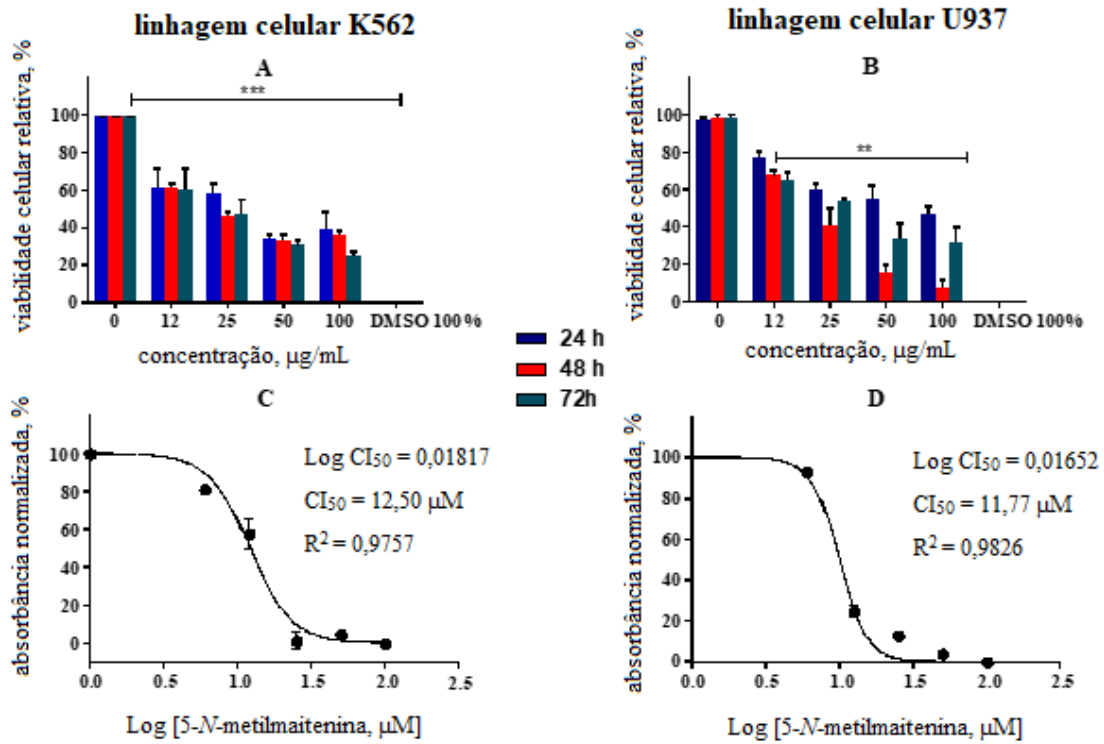 linhagem celular K562
A
***
viabilidade celular relativa, %
100
80
60
40
20
0
0 12 25 50 100 DMSO 100%
concentração, µg/mL
linhagem celular U937
B
**
viabilidade celular relativa, %
100
80
60
40
20
0
0 12 25 50 100 DMSO 100%
concentração, µg/mL
24 h
48 h
72h
C
absorbância normalizada, %
100
80
60
40
20
0
Log CI50 = 0,01817
CI50 = 12,50 µM
R2 = 0,9757
0.0 0.5 1.0 1.5 2.0 2.5
Log [5-N-metilmaitenina, µM]
D
absorbância normalizada, %
100
80
60
40
20
0
Log CI50 = 0,01652
CI50 = 11,77 µM
R2 = 0,9826
0.0 0.5 1.0 1.5 2.0 2.5
Log [5-N-metilmaitenina, µM]